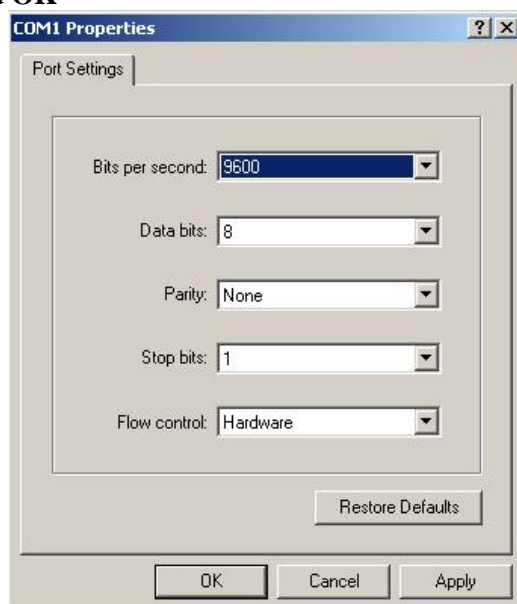 OK
COM1 Properties
Port Settings
Bits per second: 9600
Data bits: 8
Parity: None
Stop bits: 1
Flow control: Hardware
Restore Defaults
OK Cancel Apply